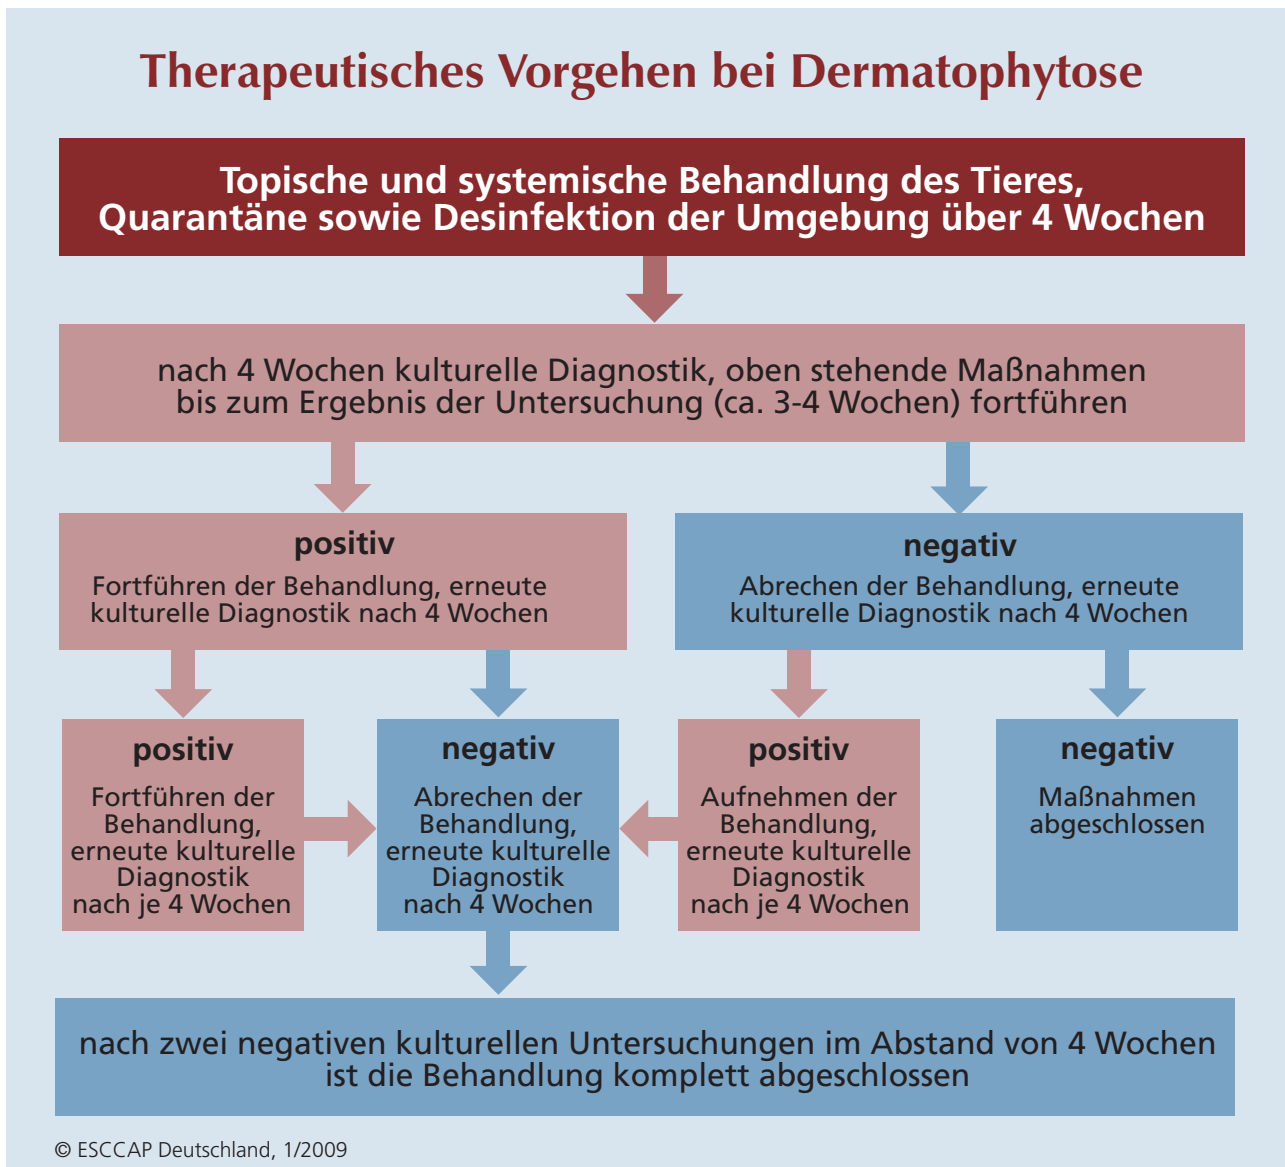 Therapeutisches Vorgehen bei Dermatophytose
Topische und systemische Behandlung des Tieres,
Quarantäne sowie Desinfektion der Umgebung über 4 Wochen
nach 4 Wochen kulturelle Diagnostik, oben stehende Maßnahmen
bis zum Ergebnis der Untersuchung (ca. 3-4 Wochen) fortführen
positiv
Fortführen der Behandlung, erneute
kulturelle Diagnostik nach 4 Wochen
negativ
Abrechen der Behandlung, erneute
kulturelle Diagnostik nach 4 Wochen
positiv
Fortführen der
Behandlung,
erneute kulturelle
Diagnostik
nach je 4 Wochen
negativ
Abrechen der
Behandlung,
erneute kulturelle
Diagnostik
nach 4 Wochen
positiv
Aufnehmen der
Behandlung,
erneute kulturelle
Diagnostik
nach je 4 Wochen
negativ
Maßnahmen
abgeschlossen
nach zwei negativen kulturellen Untersuchungen im Abstand von 4 Wochen
ist die Behandlung komplett abgeschlossen
© ESCCAP Deutschland, 1/2009